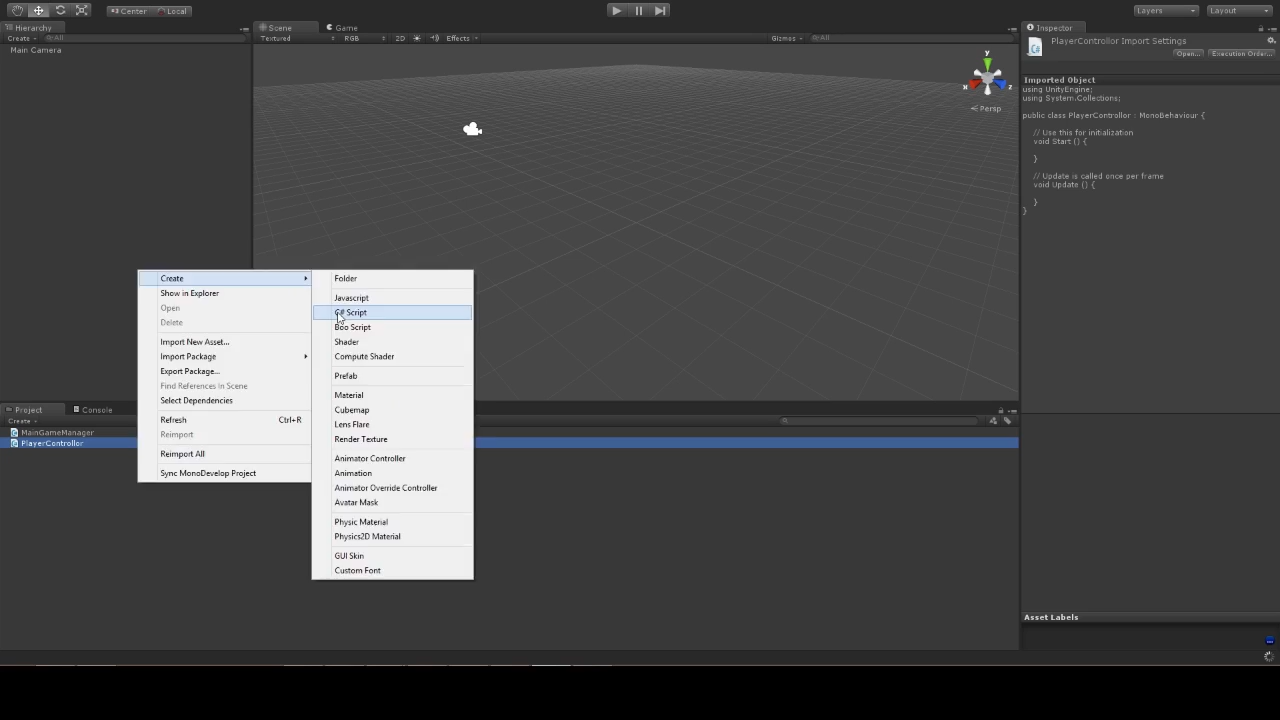 Center Local
Layers Layout
Hierarchy
Create All
Main Camera
Scene Game
Textured RGB 2D Effects Gizmos All
y
x z
Persp
Inspector
PlayerController Import Settings
Open... Execution Order...
Imported Object
using UnityEngine;
using System.Collections;
public class PlayerController : MonoBehaviour {
// Use this for initialization
void Start () {
}
// Update is called once per frame
void Update () {
}
}
Create
Show in Explorer
Open
Delete
Import New Asset...
Import Package
Export Package...
Find References In Scene
Select Dependencies
Refresh Ctrl+R
Reimport
Reimport All
Sync MonoDevelop Project
Folder
Javascript
C# Script
Boo Script
Shader
Compute Shader
Prefab
Material
Cubemap
Lens Flare
Render Texture
Animator Controller
Animation
Animator Override Controller
Avatar Mask
Physic Material
Physics2D Material
GUI Skin
Custom Font
Project Console
Create
MainGameManager
PlayerController
Asset Labels